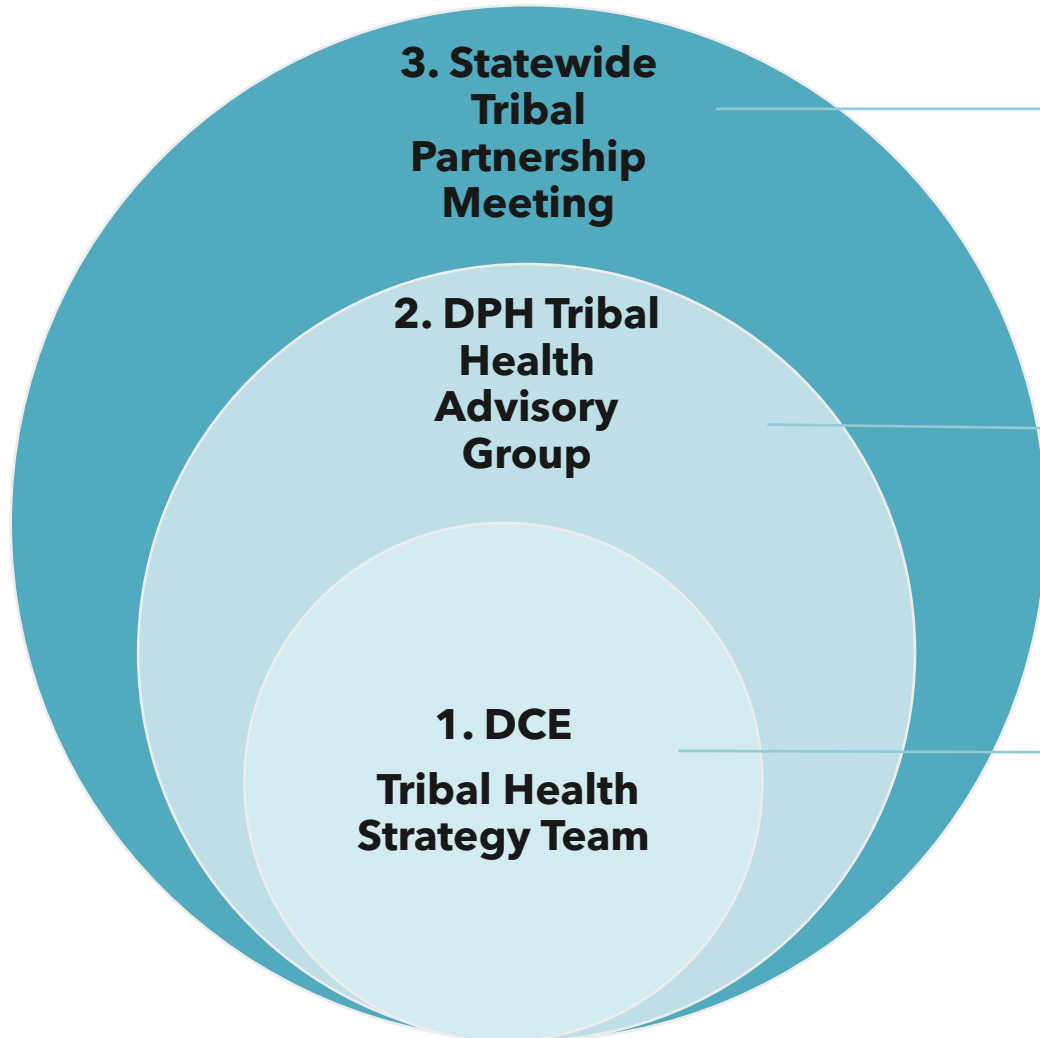 3. Statewide
Tribal
Partnership
Meeting
2. DPH Tribal
Health
Advisory
Group
1. DCE
Tribal Health
Strategy Team